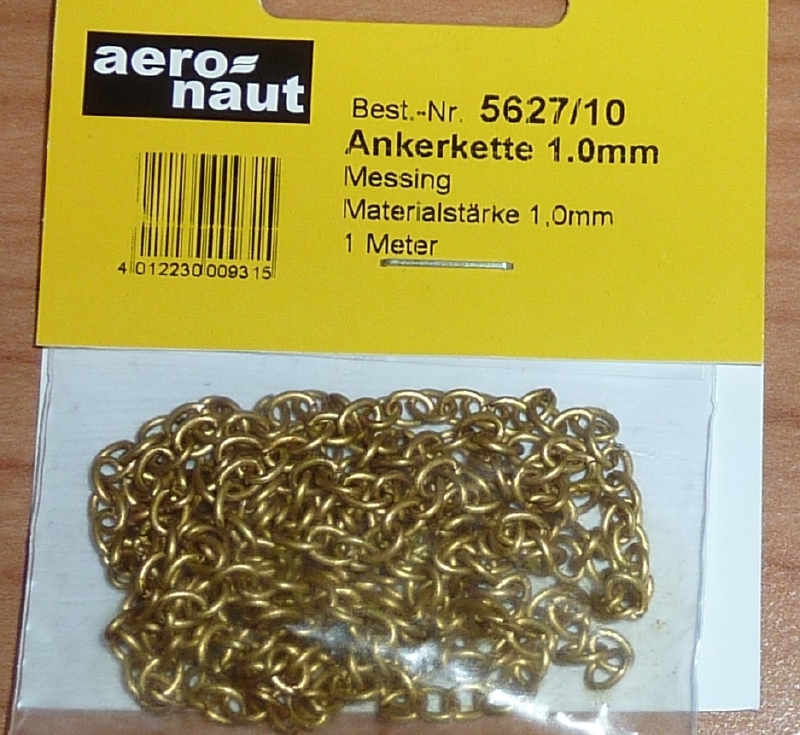 aero
naut
Best.-Nr. 5627/10
Ankerkette 1.0mm
Messing
Materialstärke 1,0mm
1 Meter
4 012230 009315